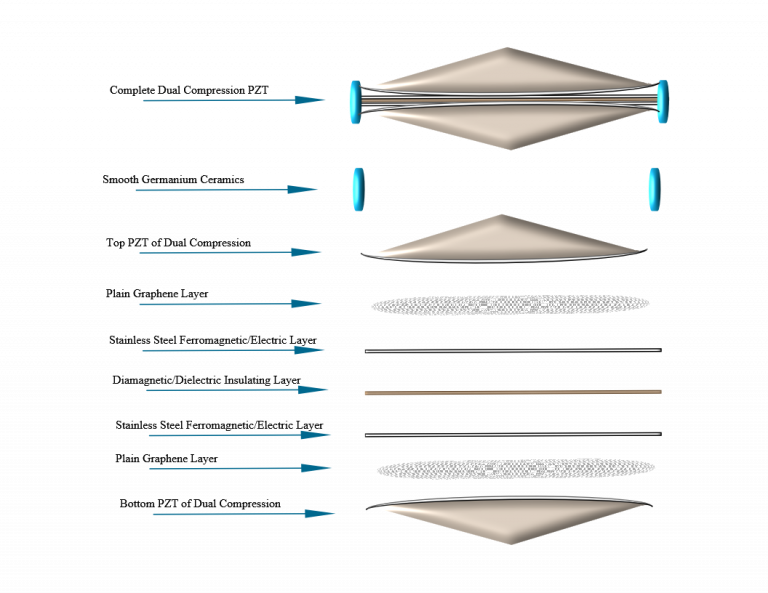 Complete Dual Compression PZT
Smooth Germanium Ceramics
Top PZT of Dual Compression
Plain Graphene Layer
Stainless Steel Ferromagnetic/Electric Layer
Diamagnetic/Dielectric Insulating Layer
Stainless Steel Ferromagnetic/Electric Layer
Plain Graphene Layer
Bottom PZT of Dual Compression